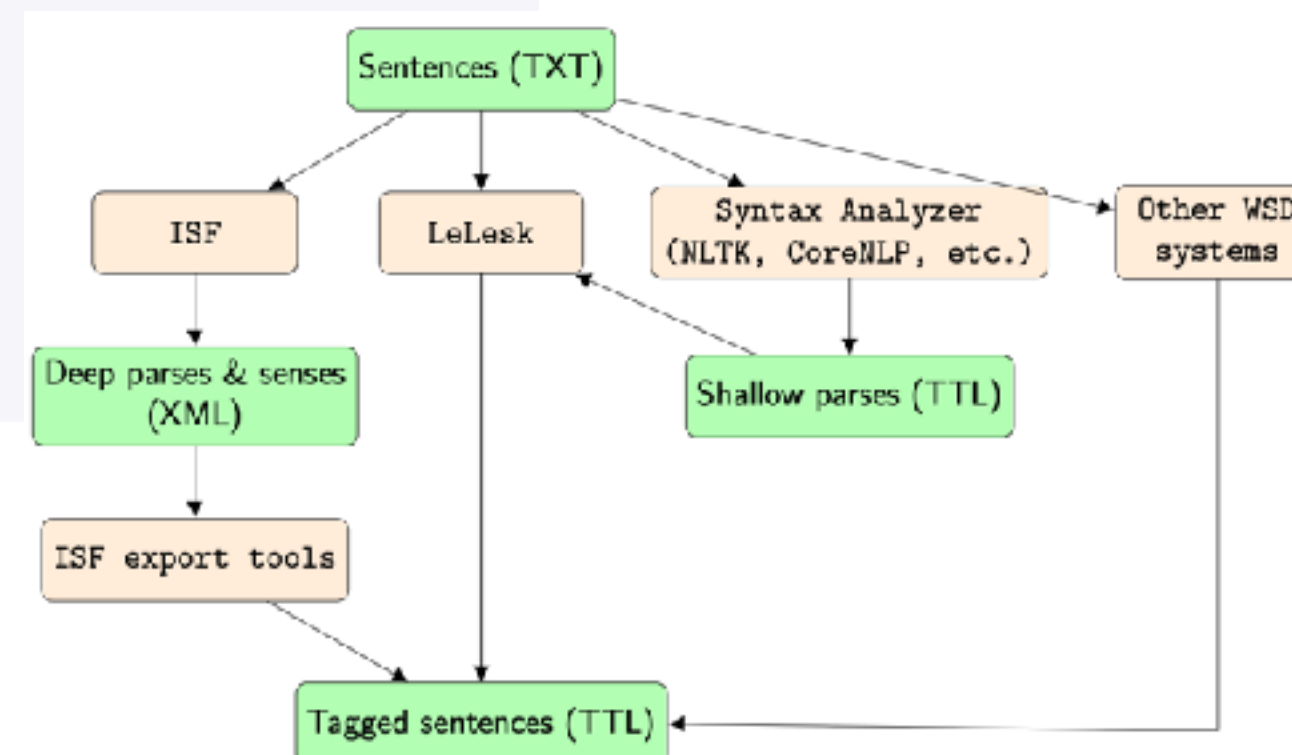 Sentences (TXT)
ISF
LeLesk
Syntax Analyzer
(NLTK, CoreNLP, etc.)
Other WSD
systems
Deep parses & senses
(XML)
Shallow parses (TTL)
ISF export tools
Tagged sentences (TTL)